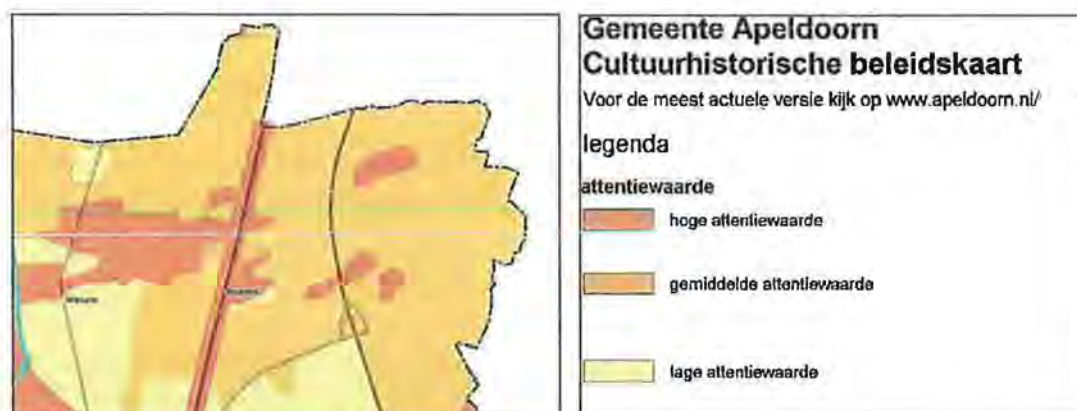 Gemeente Apeldoorn
Cultuurhistorische beleidskaart
Voor de meest actuele versie kijk op www.apeldoorn.nl/
legenda
attentiewaarde
hoge attentiewaarde
gemiddelde attentiewaarde
lage attentiewaarde